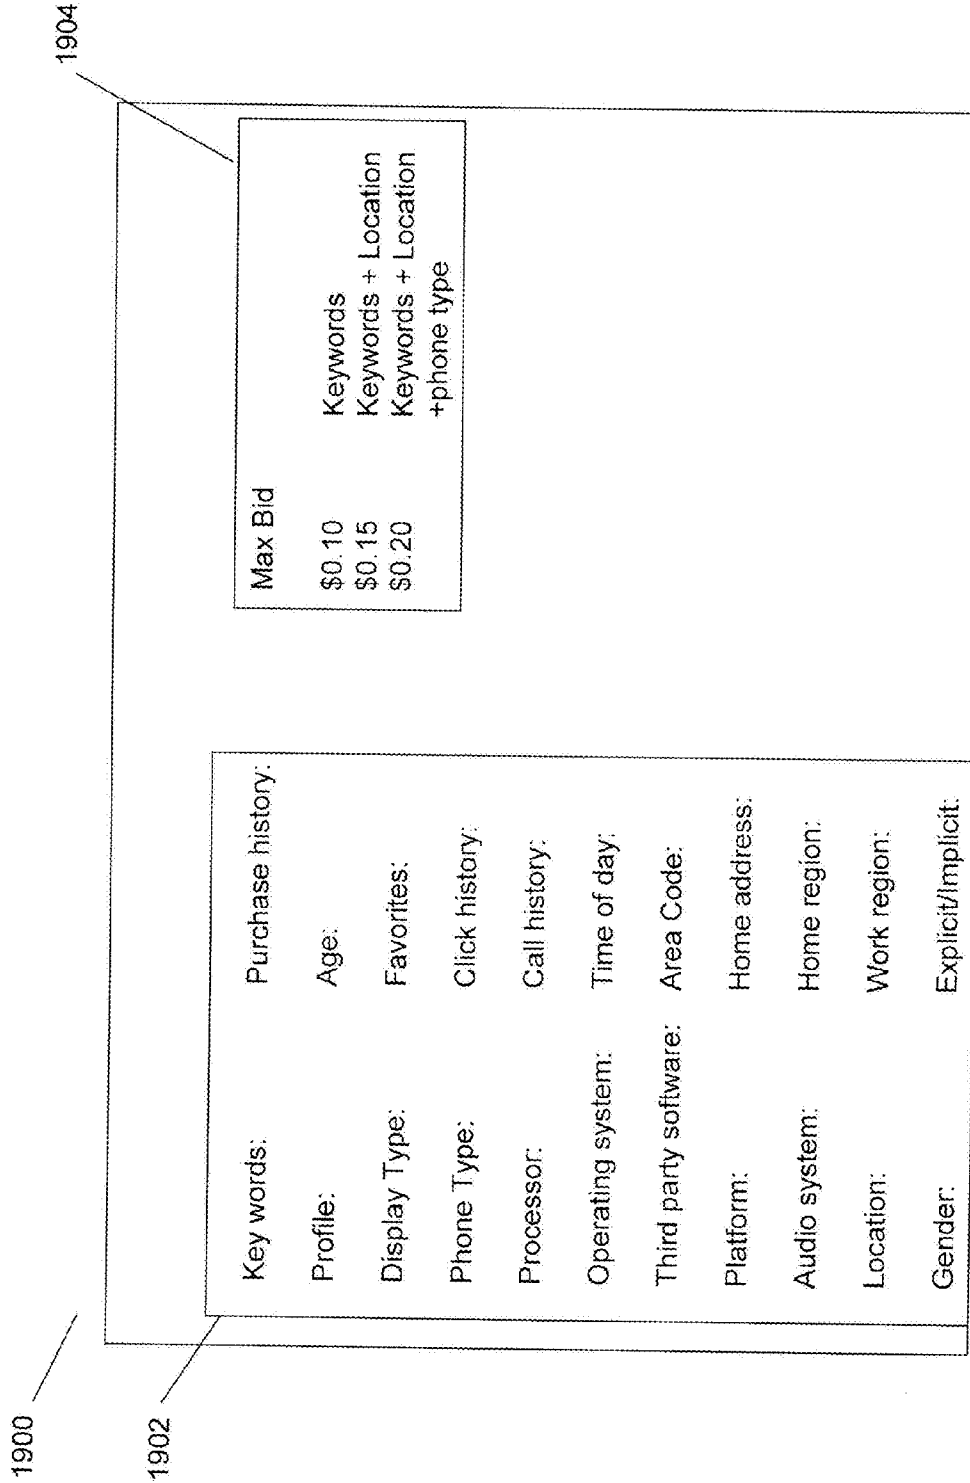 1900
1902
Key words:
Profile:
Display Type:
Phone Type:
Processor:
Operating system:
Third party software:
Platform:
Audio system:
Location:
Gender:
Purchase history:
Age:
Favorites:
Click history:
Call history:
Time of day:
Area Code:
Home address:
Home region:
Work region:
Explicit/Implicit:
1904
Max Bid
$0.10 Keywords
$0.15 Keywords + Location
$0.20 Keywords + Location
+phone type